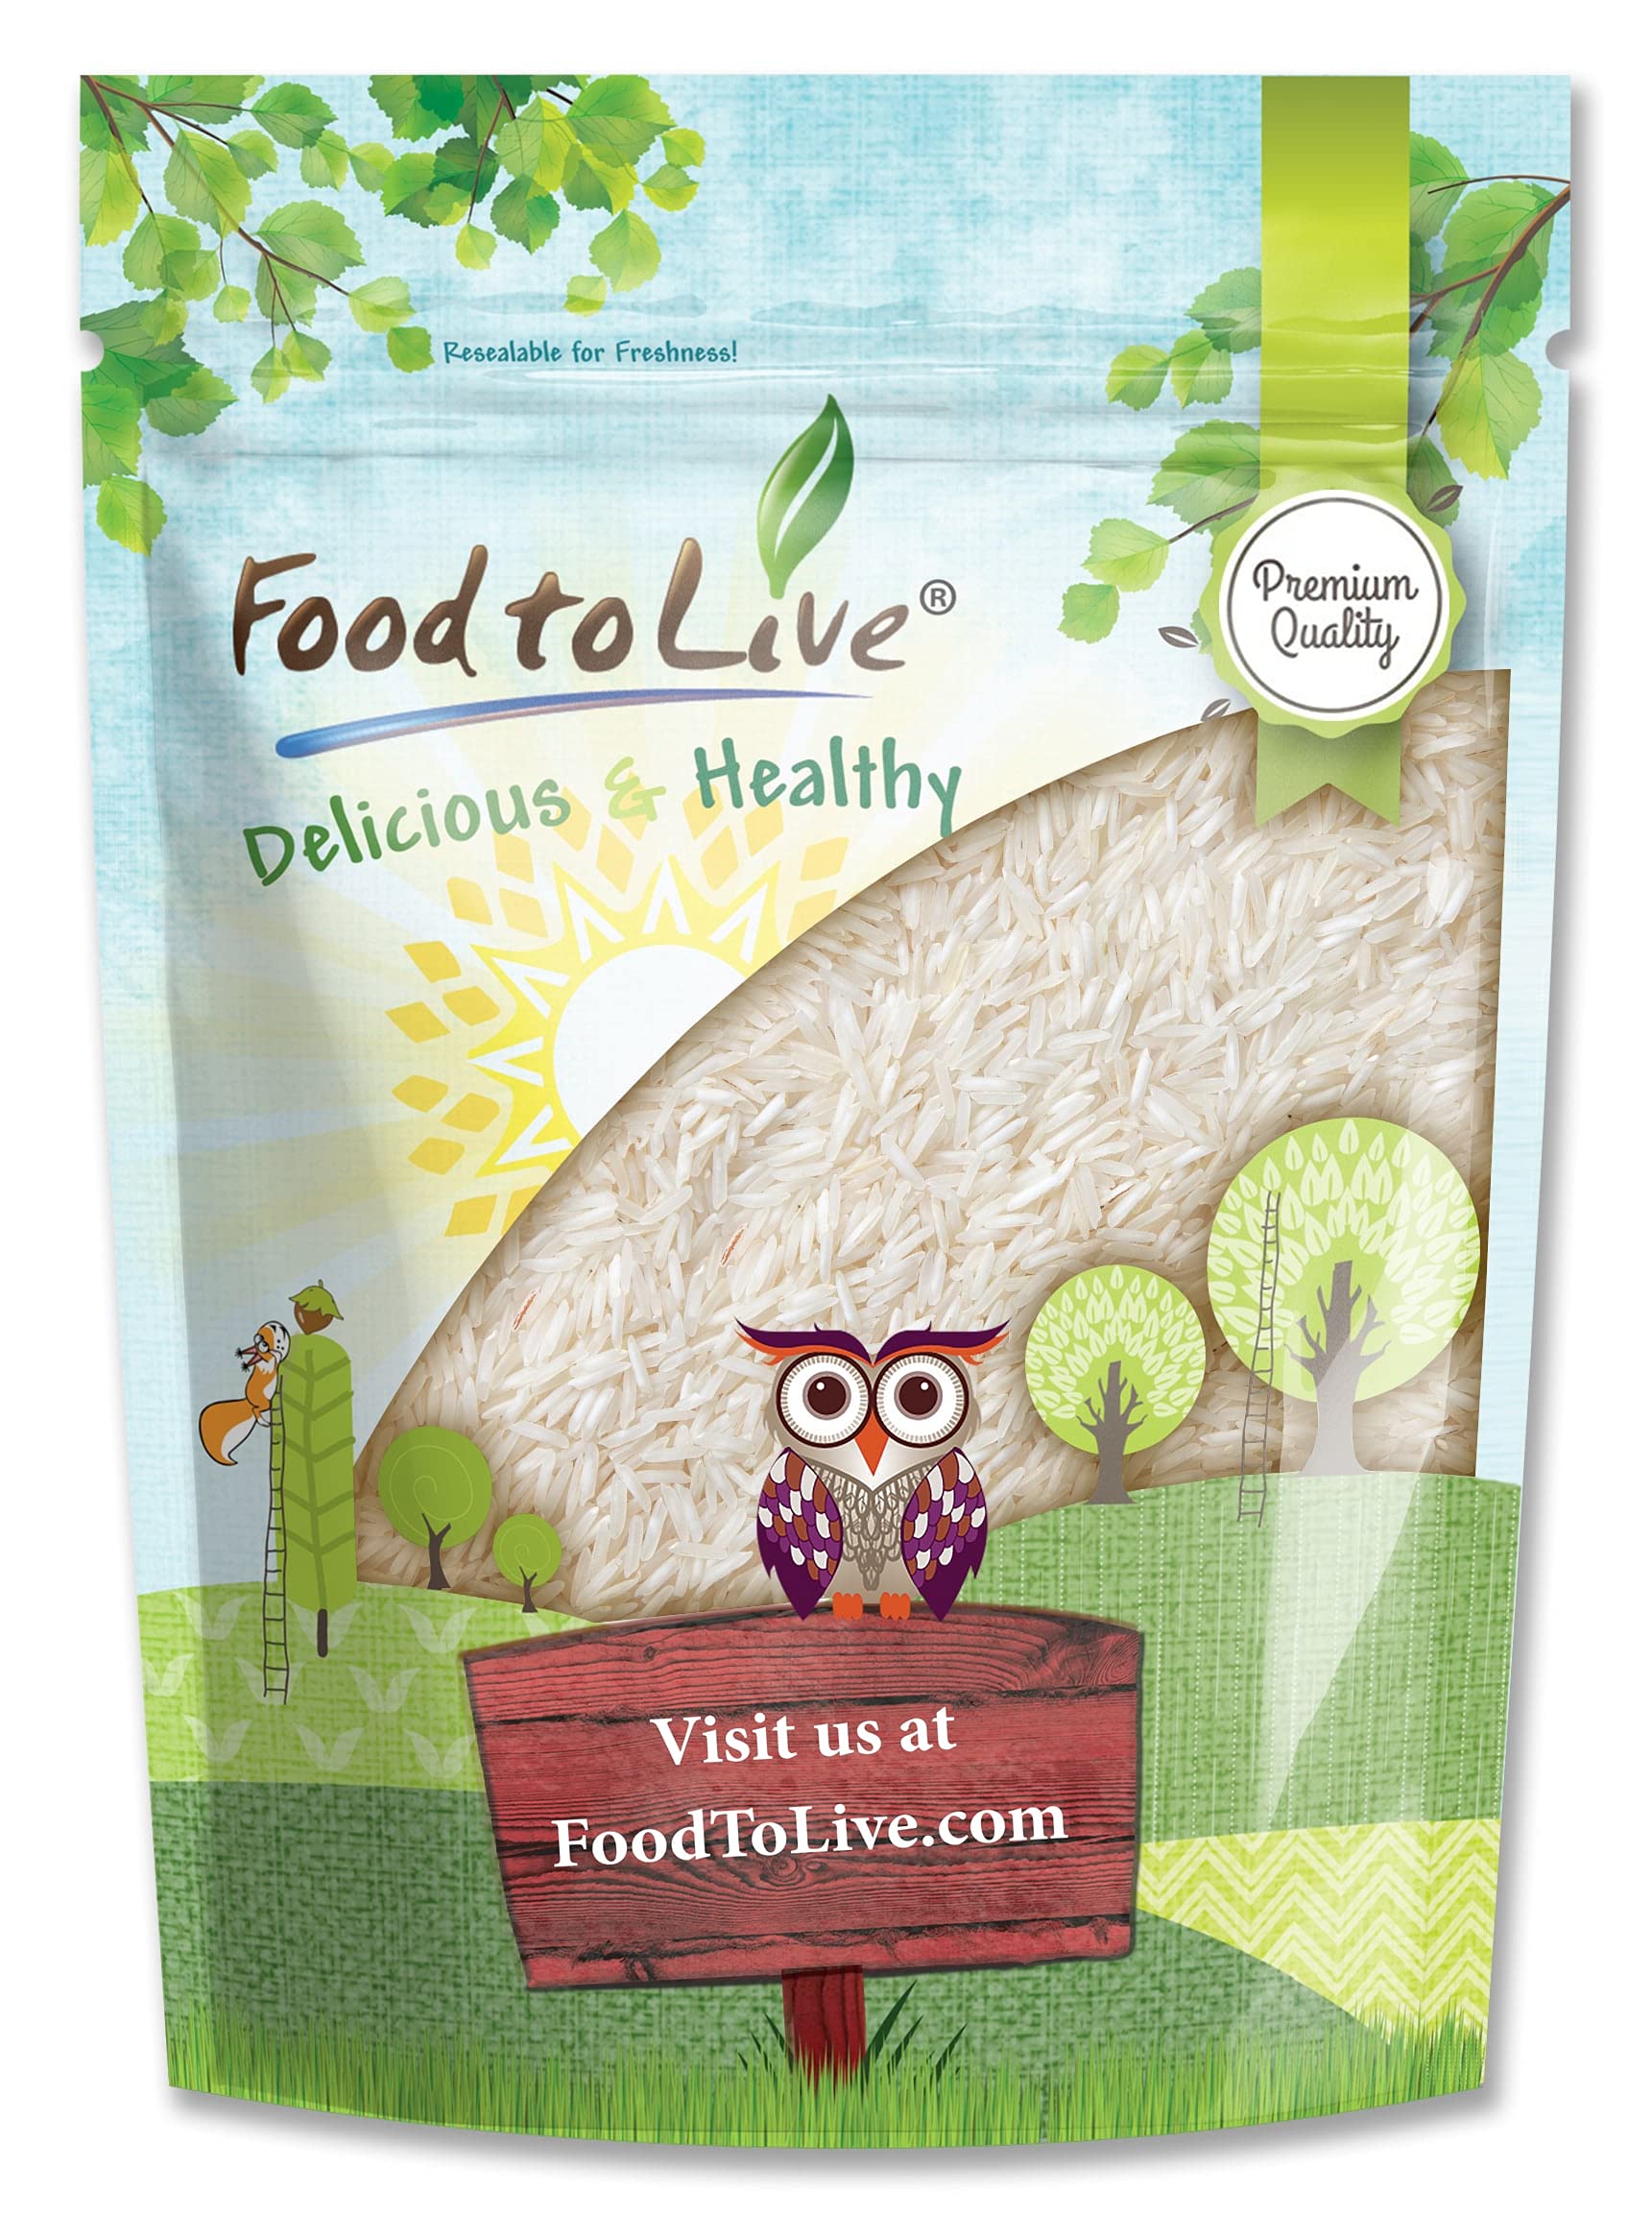 Resealable for Freshness!
Food to Live®
Delicious & Healthy
Premium
Quality
Visit us at
FoodToLive.com